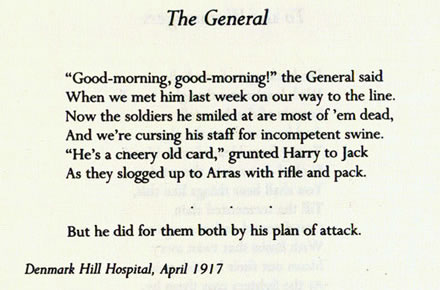 The General
"Good-morning, good-morning!" the General said
When we met him last week on our way to the line.
Now the soldiers he smiled at are most of 'em dead,
And we're cursing his staff for incompetent swine.
"He's a cheery old card," grunted Harry to Jack
As they slogged up to Arras with rifle and pack.
. . .
But he did for them both by his plan of attack.
Denmark Hill Hospital, April 1917